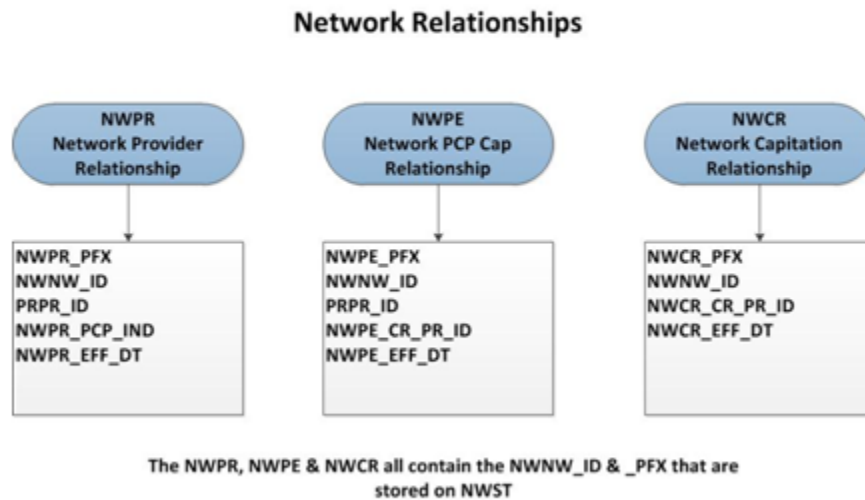 Network Relationships
NWPR
Network Provider
Relationship
NWPE
Network PCP Cap
Relationship
NWCR
Network Capitation
Relationship
NWPR_PFX
NWNW_ID
PRPR_ID
NWPR_PCP_IND
NWPR_EFF_DT
NWPE_PFX
NWNW_ID
PRPR_ID
NWPE_CR_PR_ID
NWPE_EFF_DT
NWCR_PFX
NWNW_ID
NWCR_CR_PR_ID
NWCR_EFF_DT
The NWPR, NWPE & NWCR all contain the NWNW_ID & _PFX that are
stored on NWST